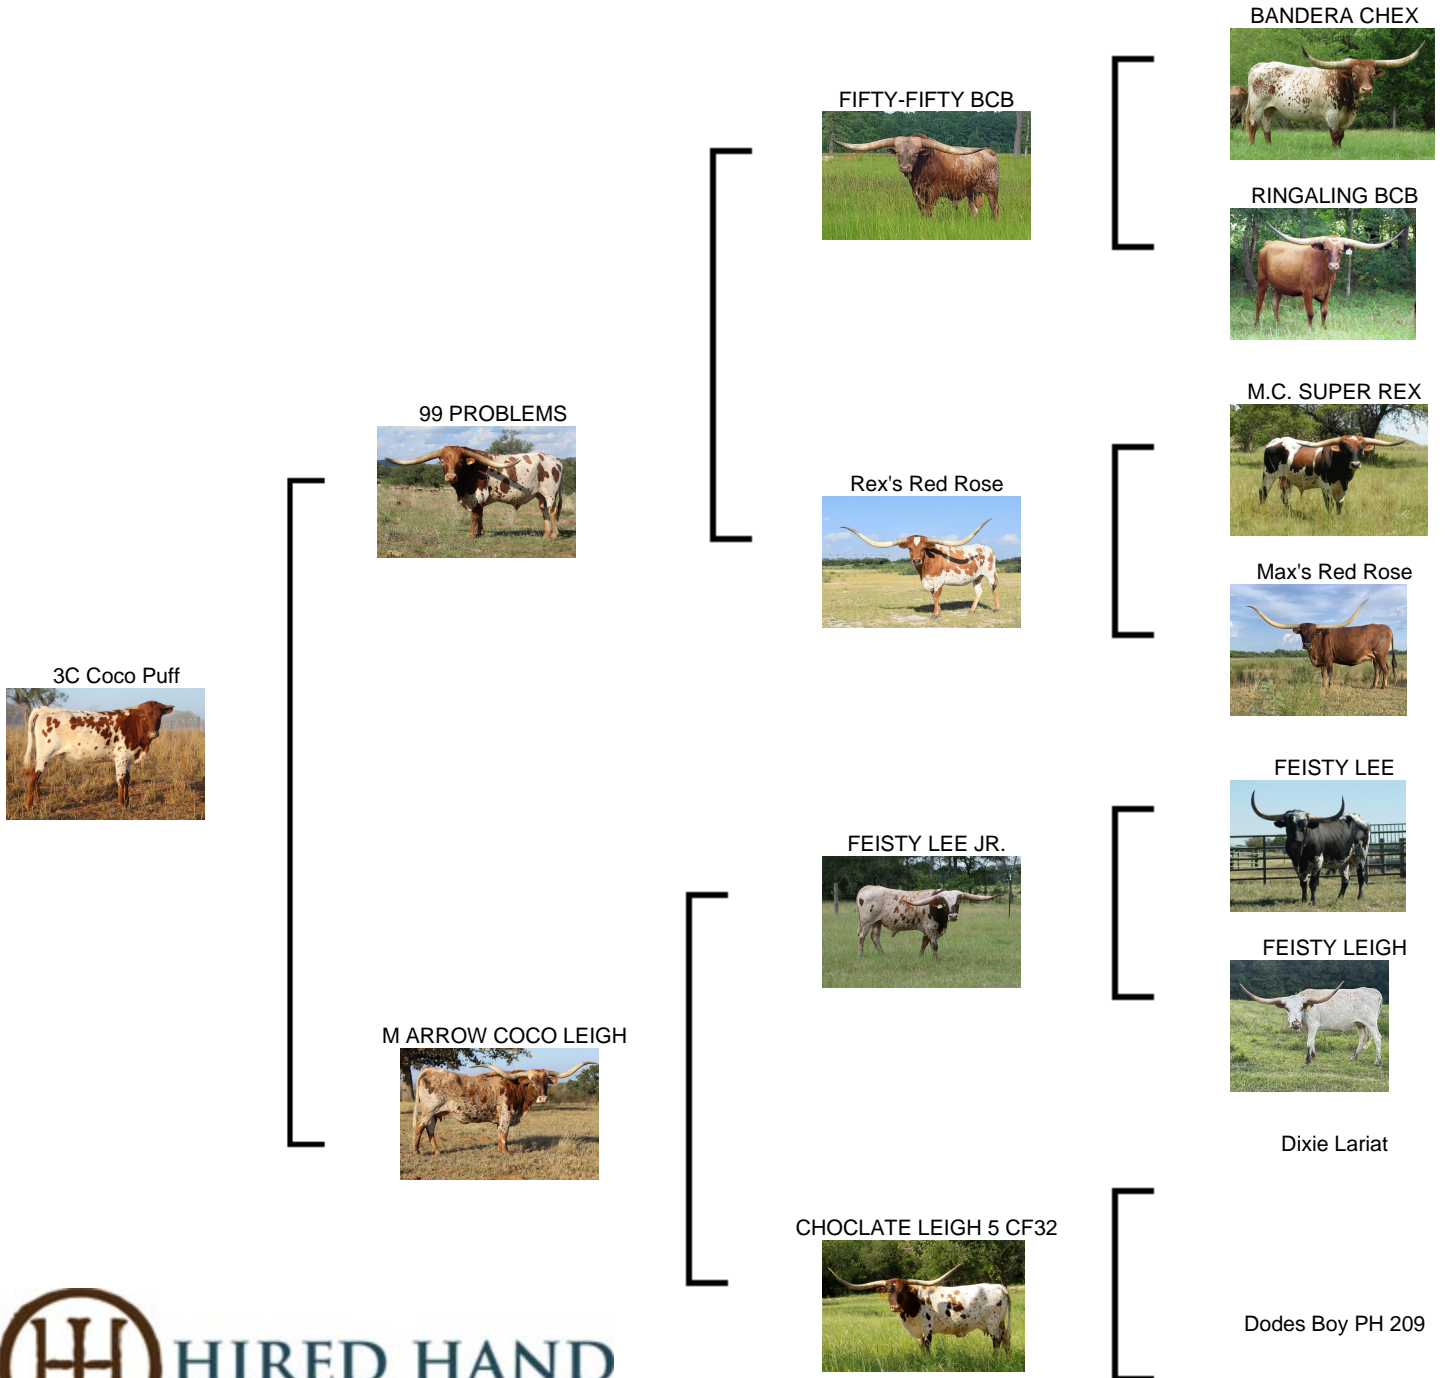 BANDERA CHEX
FIFTY-FIFTY BCB
RINGALING BCB
M.C. SUPER REX
99 PROBLEMS
Rex's Red Rose
Max's Red Rose
3C Coco Puff
FEISTY LEE
FEISTY LEE JR.
FEISTY LEIGH
M ARROW COCO LEIGH
Dixie Lariat
CHOCLATE LEIGH 5 CF32
Dodes Boy PH 209
HIRED HAND